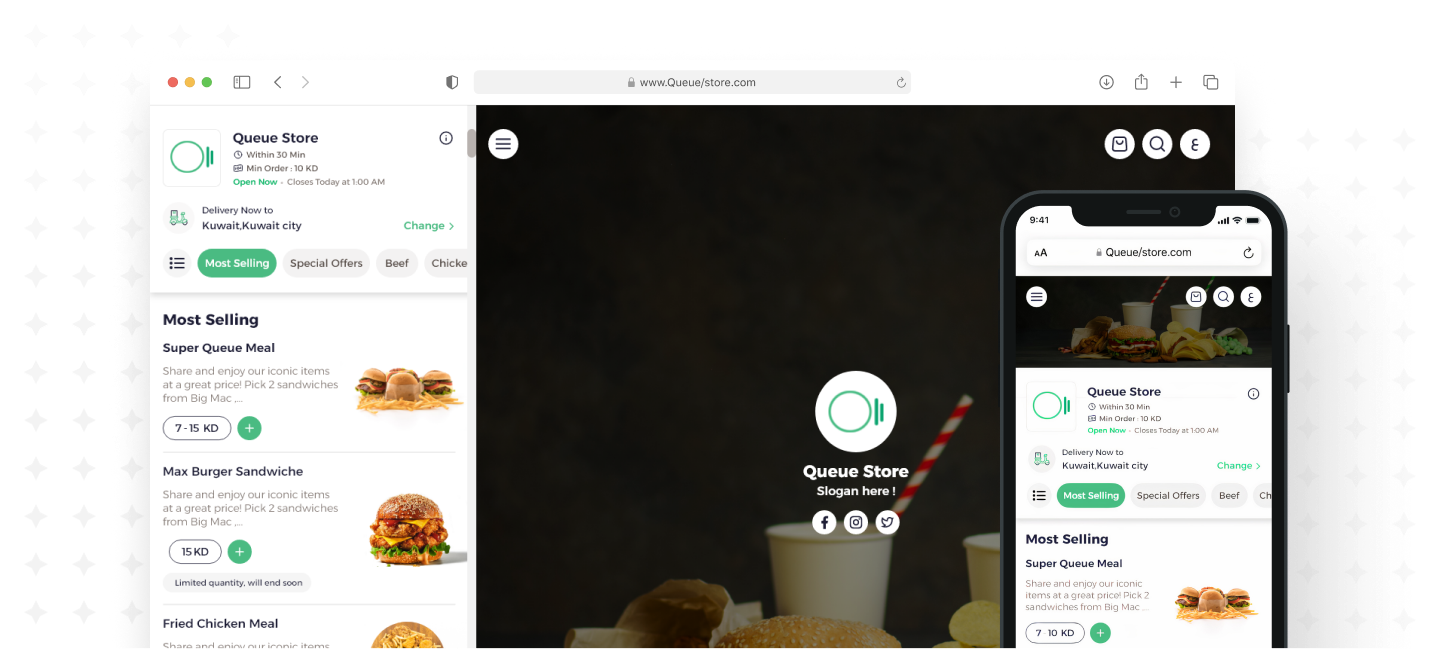 www.Queue/store.com
Queue Store
Within 30 Min
Min Order : 10 KD
Open Now - Closes Today at 1:00 AM
Delivery Now to
Kuwait,Kuwait city
Change >
Most Selling
Special Offers
Beef
Chicke
Most Selling
Super Queue Meal
Share and enjoy our iconic items
at a great price! Pick 2 sandwiches
from Big Mac ,...
7 - 15 KD
+
Max Burger Sandwiche
Share and enjoy our iconic items
at a great price! Pick 2 sandwiches
from Big Mac ,...
15 KD
+
Limited quantity, will end soon
Fried Chicken Meal
Share and enjoy our iconic items
ع
Queue Store
Slogan here !
9:41
AA
Queue/store.com
ع
Queue Store
Within 30 Min
Min Order : 10 KD
Open Now - Closes Today at 1:00 AM
Delivery Now to
Kuwait,Kuwait city
Change >
Most Selling
Special Offers
Beef
Ch
Most Selling
Super Queue Meal
Share and enjoy our iconic
items at a great price! Pick 2
sandwiches from Big Mac ...
7 - 10 KD
+